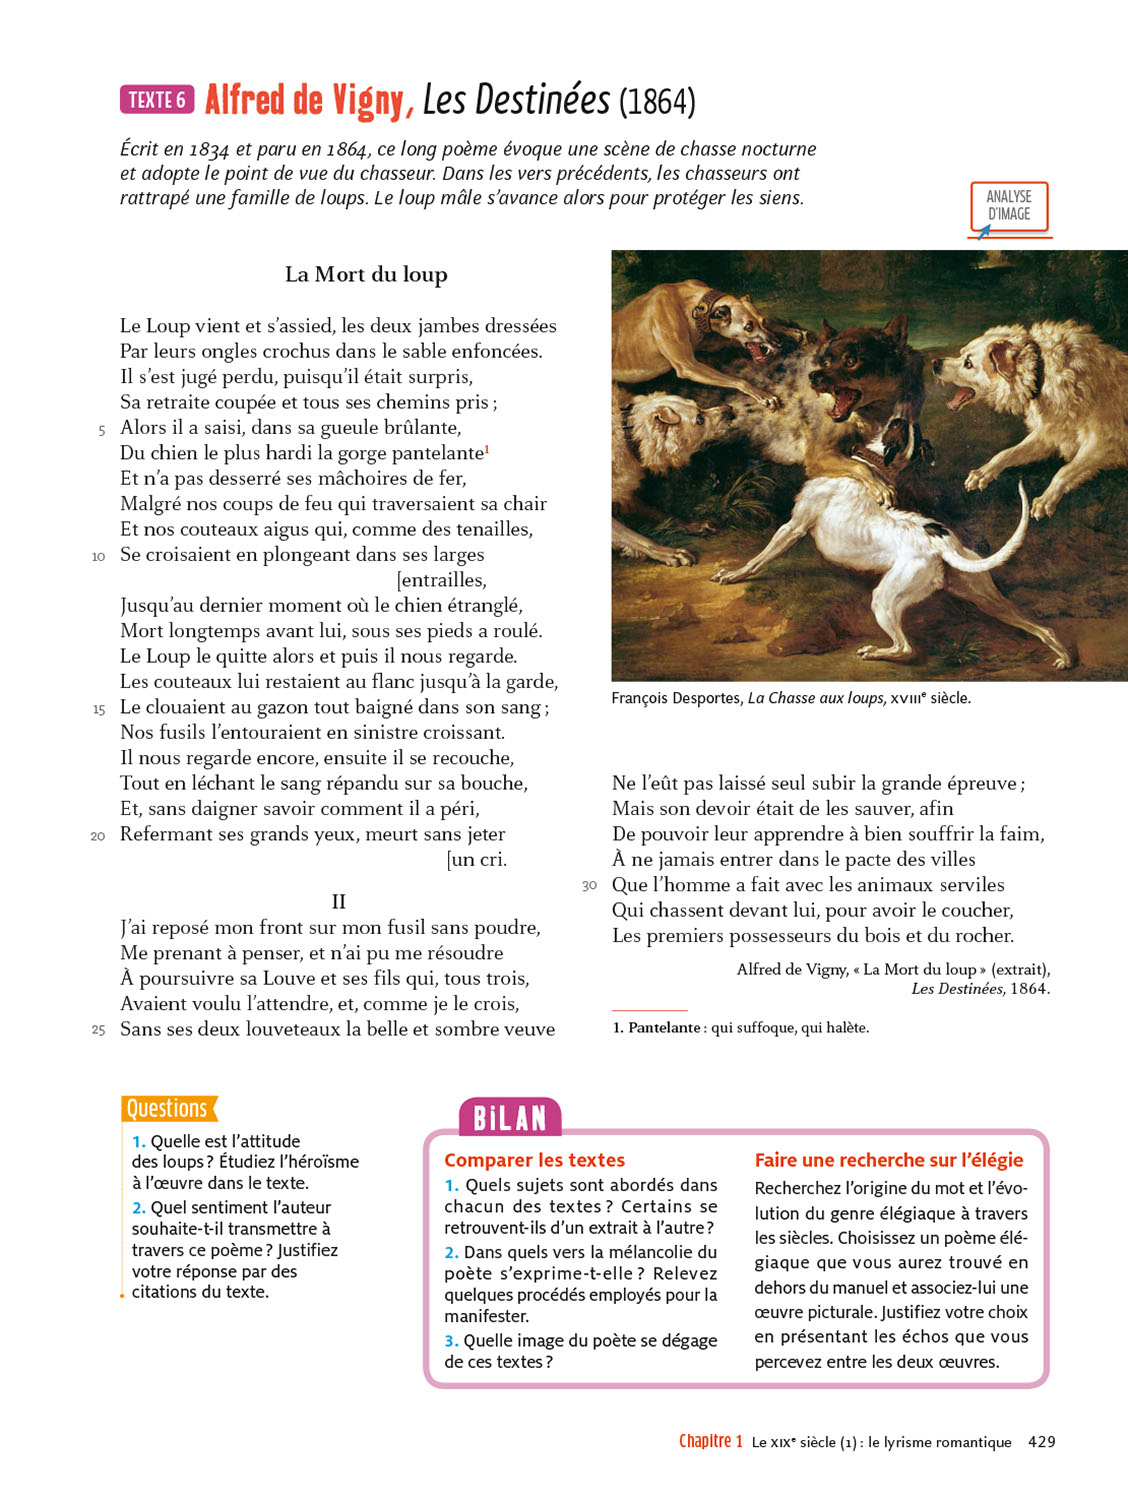 TEXTE 6 Alfred de Vigny, Les Destinées (1864)
Écrit en 1834 et paru en 1864, ce long poème évoque une scène de chasse nocturne
et adopte le point de vue du chasseur. Dans les vers précédents, les chasseurs ont
rattrapé une famille de loups. Le loup mâle s'avance alors pour protéger les siens.
ANALYSE
D'IMAGE
La Mort du loup
Le Loup vient et s'assied, les deux jambes dressées
Par leurs ongles crochus dans le sable enfoncées.
Il s'est jugé perdu, puisqu'il était surpris,
Sa retraite coupée et tous ses chemins pris ;
5 Alors il a saisi, dans sa gueule brûlante,
Du chien le plus hardi la gorge pantelante1
Et n'a pas desserré ses mâchoires de fer,
Malgré nos coups de feu qui traversaient sa chair
Et nos couteaux aigus qui, comme des tenailles,
10 Se croisaient en plongeant dans ses larges
[entrailles,
Jusqu'au dernier moment où le chien étranglé,
Mort longtemps avant lui, sous ses pieds a roulé.
Le Loup le quitte alors et puis il nous regarde.
Les couteaux lui restaient au flanc jusqu'à la garde,
15 Le clouaient au gazon tout baigné dans son sang ;
Nos fusils l'entouraient en sinistre croissant.
Il nous regarde encore, ensuite il se recouche,
Tout en léchant le sang répandu sur sa bouche,
Et, sans daigner savoir comment il a péri,
20 Refermant ses grands yeux, meurt sans jeter
[un cri.
II
J'ai reposé mon front sur mon fusil sans poudre,
Me prenant à penser, et n'ai pu me résoudre
À poursuivre sa Louve et ses fils qui, tous trois,
Avaient voulu l'attendre, et, comme je le crois,
25 Sans ses deux louveteaux la belle et sombre veuve
François Desportes, La Chasse aux loups, XVIIIe siècle.
Ne l'eût pas laissé seul subir la grande épreuve ;
Mais son devoir était de les sauver, afin
De pouvoir leur apprendre à bien souffrir la faim,
À ne jamais entrer dans le pacte des villes
30 Que l'homme a fait avec les animaux serviles
Qui chassent devant lui, pour avoir le coucher,
Les premiers possesseurs du bois et du rocher.
Alfred de Vigny, « La Mort du loup » (extrait),
Les Destinées, 1864.
1. Pantelante : qui suffoque, qui halète.
Questions
1. Quelle est l'attitude
des loups ? Étudiez l'héroïsme
à l'œuvre dans le texte.
2. Quel sentiment l'auteur
souhaite-t-il transmettre à
travers ce poème ? Justifiez
votre réponse par des
citations du texte.
BiLAN
Comparer les textes
1. Quels sujets sont abordés dans
chacun des textes ? Certains se
retrouvent-ils d'un extrait à l'autre ?
2. Dans quels vers la mélancolie du
poète s'exprime-t-elle ? Relevez
quelques procédés employés pour la
manifester.
3. Quelle image du poète se dégage
de ces textes ?
Faire une recherche sur l'élégie
Recherchez l'origine du mot et l'évo-
lution du genre élégiaque à travers
les siècles. Choisissez un poème élé-
giaque que vous aurez trouvé en
dehors du manuel et associez-lui une
œuvre picturale. Justifiez votre choix
en présentant les échos que vous
percevez entre les deux œuvres.
Chapitre 1 Le XIXe siècle (1) : le lyrisme romantique 429